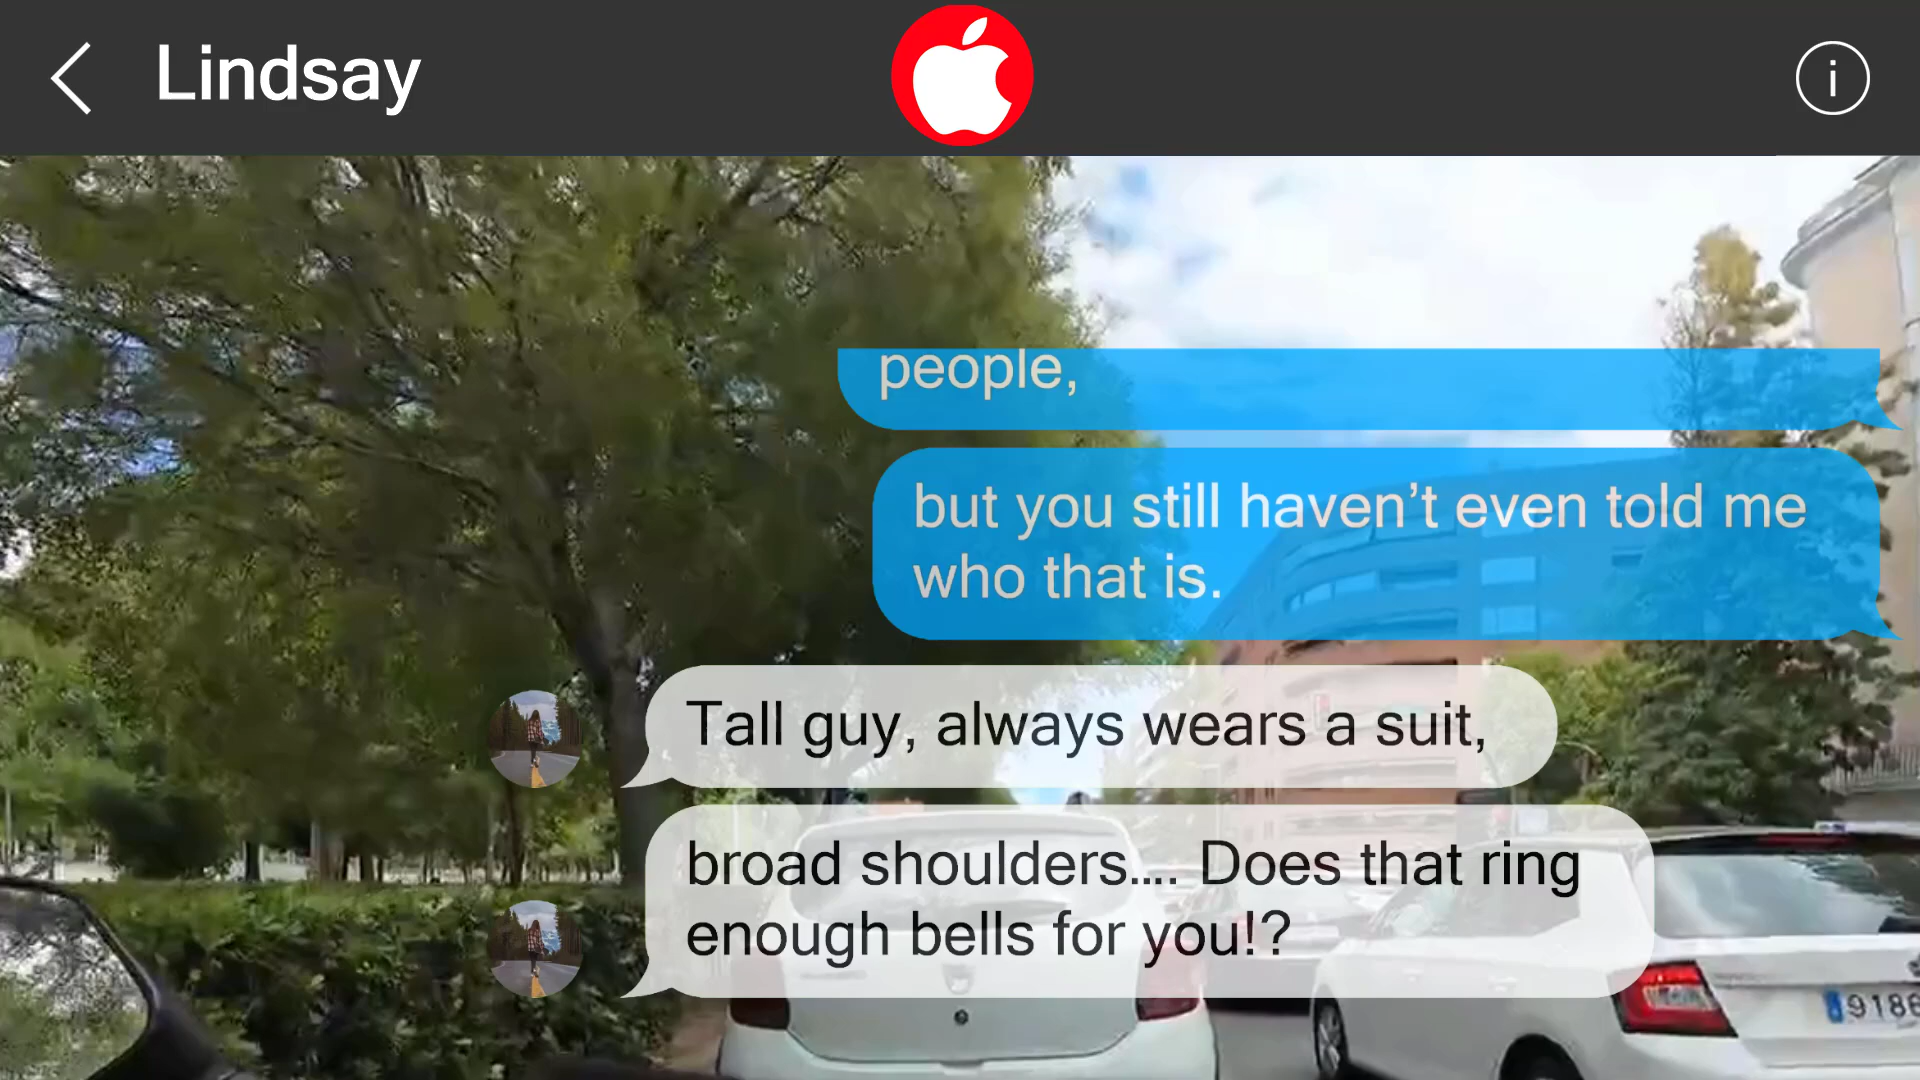 Lindsay
i
people,
but you still haven’t even told me
who that is.
Tall guy, always wears a suit,
broad shoulders.... Does that ring
enough bells for you!?
9186